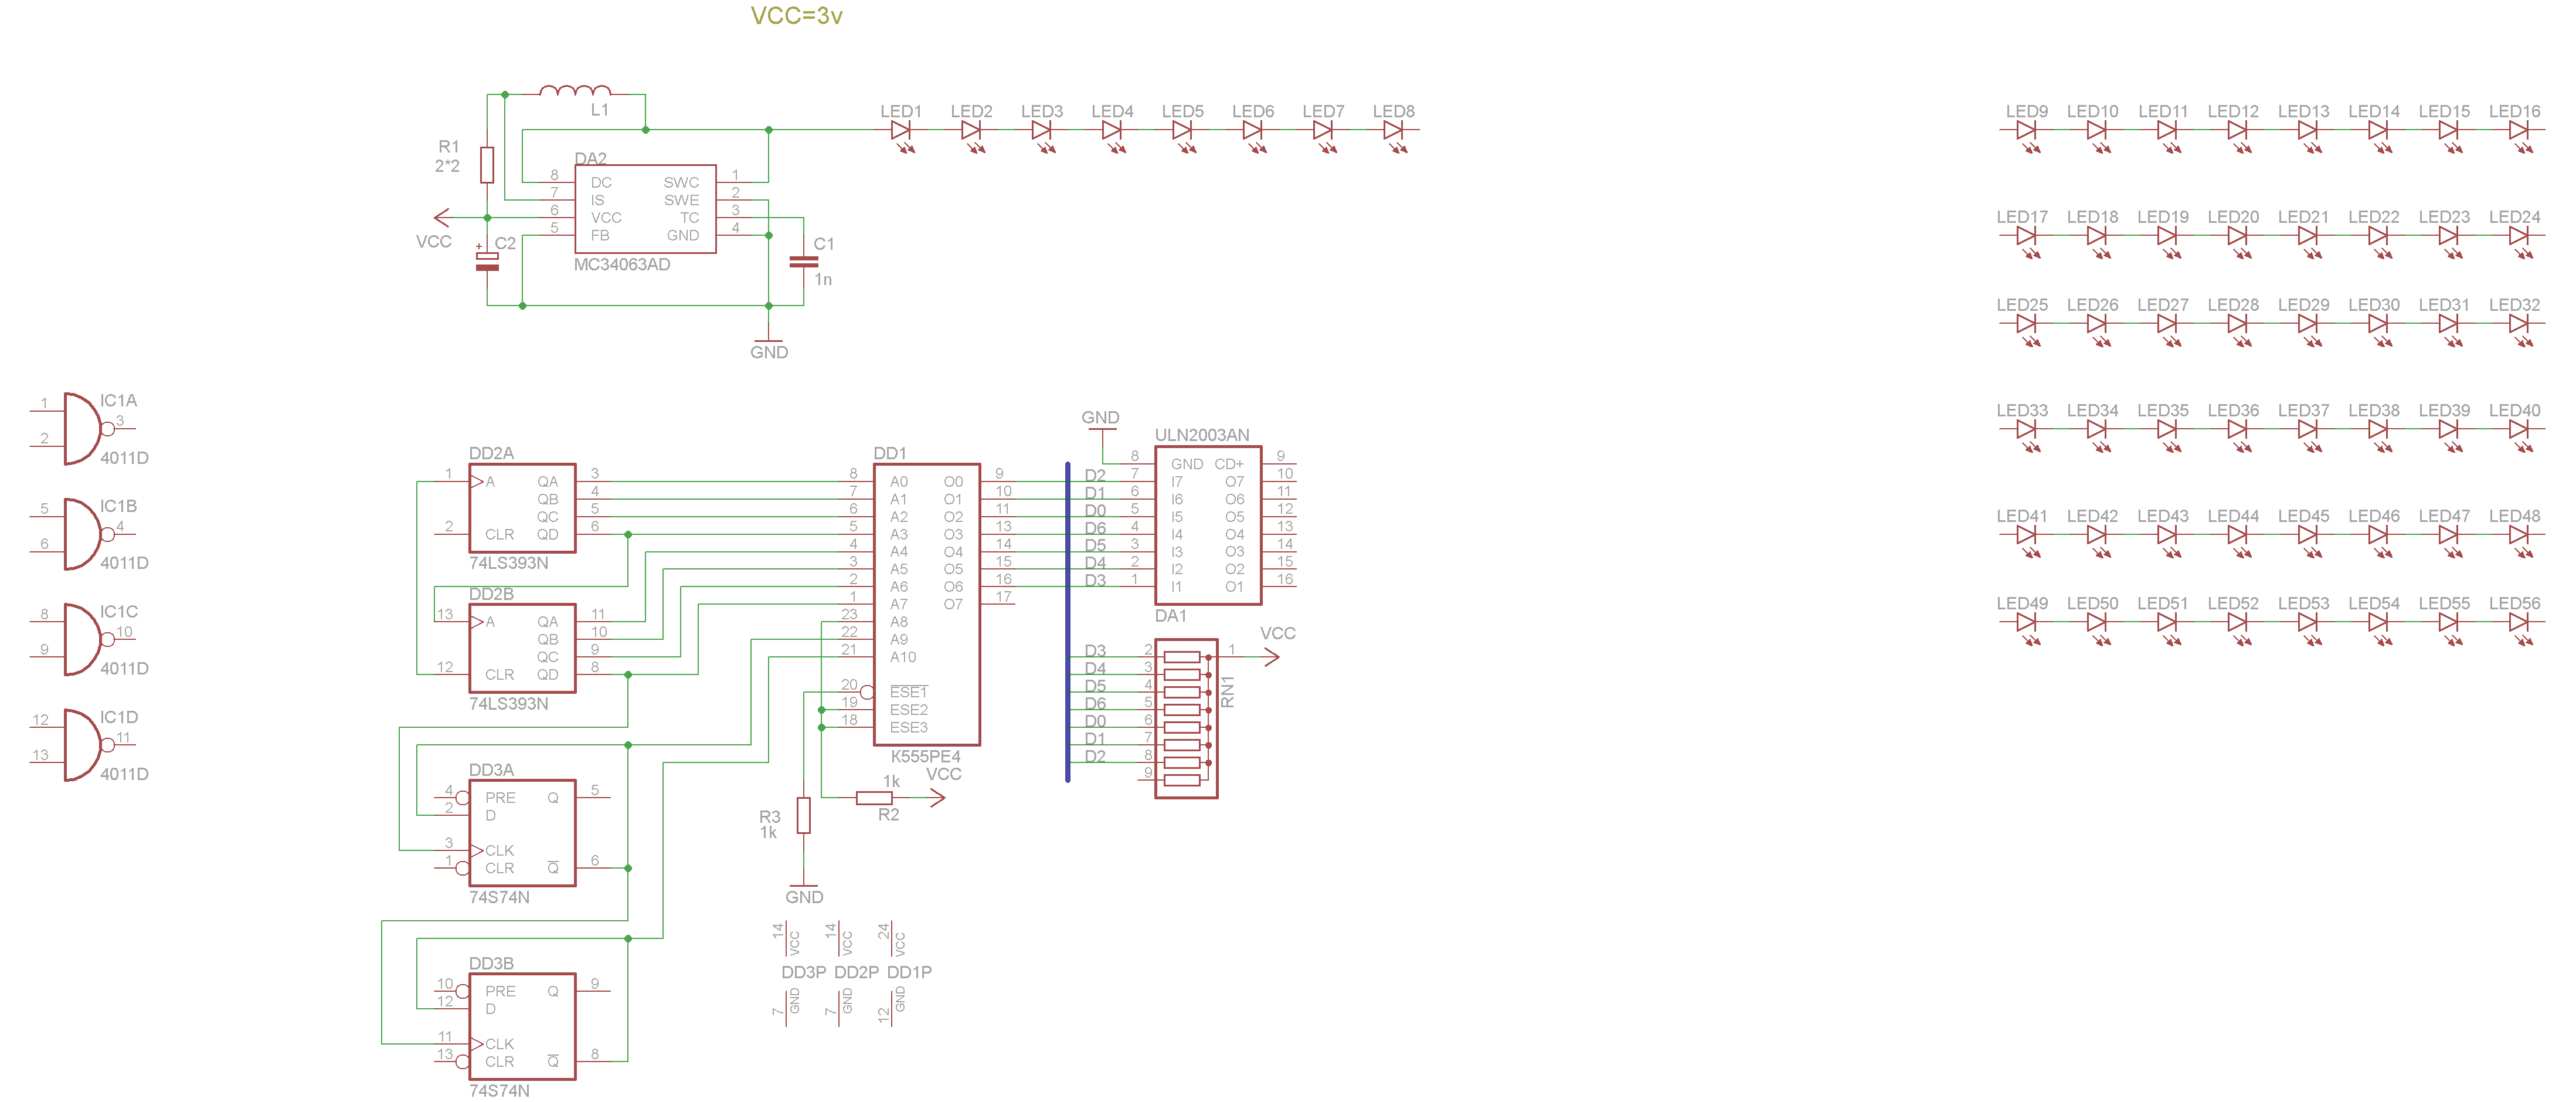 VCC=3v
L1
R1
2*2
DA2
8 DC SWC 1
7 IS SWE 2
6 VCC TC 3
5 FB GND 4
MC34063AD
VCC
C2
+
C1
1n
GND
LED1 LED2 LED3 LED4 LED5 LED6 LED7 LED8
LED9 LED10 LED11 LED12 LED13 LED14 LED15 LED16
LED17 LED18 LED19 LED20 LED21 LED22 LED23 LED24
LED25 LED26 LED27 LED28 LED29 LED30 LED31 LED32
LED33 LED34 LED35 LED36 LED37 LED38 LED39 LED40
LED41 LED42 LED43 LED44 LED45 LED46 LED47 LED48
LED49 LED50 LED51 LED52 LED53 LED54 LED55 LED56
IC1A
1
2
3
4011D
IC1B
5
6
4
4011D
IC1C
8
9
10
4011D
IC1D
12
13
11
4011D
DD2A
1 A QA 3
QB 4
QC 5
2 CLR QD 6
74LS393N
DD2B
13 A QA 11
QB 10
QC 9
12 CLR QD 8
74LS393N
DD3A
4 PRE Q 5
2 D
3 CLK
1 CLR Q 6
74S74N
DD3B
10 PRE Q 9
12 D
11 CLK
13 CLR Q 8
74S74N
DD1
8 A0 O0 9
7 A1 O1 10
6 A2 O2 11
5 A3 O3 13
4 A4 O4 14
3 A5 O5 15
2 A6 O6 16
1 A7 O7 17
23 A8
22 A9
21 A10
20 ESE1
19 ESE2
18 ESE3
K555PE4
VCC
1k
R2
R3
1k
GND
14 VCC 14 VCC 24 VCC
DD3P DD2P DD1P
7 GND 7 GND 12 GND
GND
ULN2003AN
8 GND CD+ 9
D2 7 I7 O7 10
D1 6 I6 O6 11
D0 5 I5 O5 12
D6 4 I4 O4 13
D5 3 I3 O3 14
D4 2 I2 O2 15
D3 1 I1 O1 16
DA1
VCC
D3 2 1
D4 3
D5 4
D6 5
D0 6
D1 7
D2 8
9
RN1